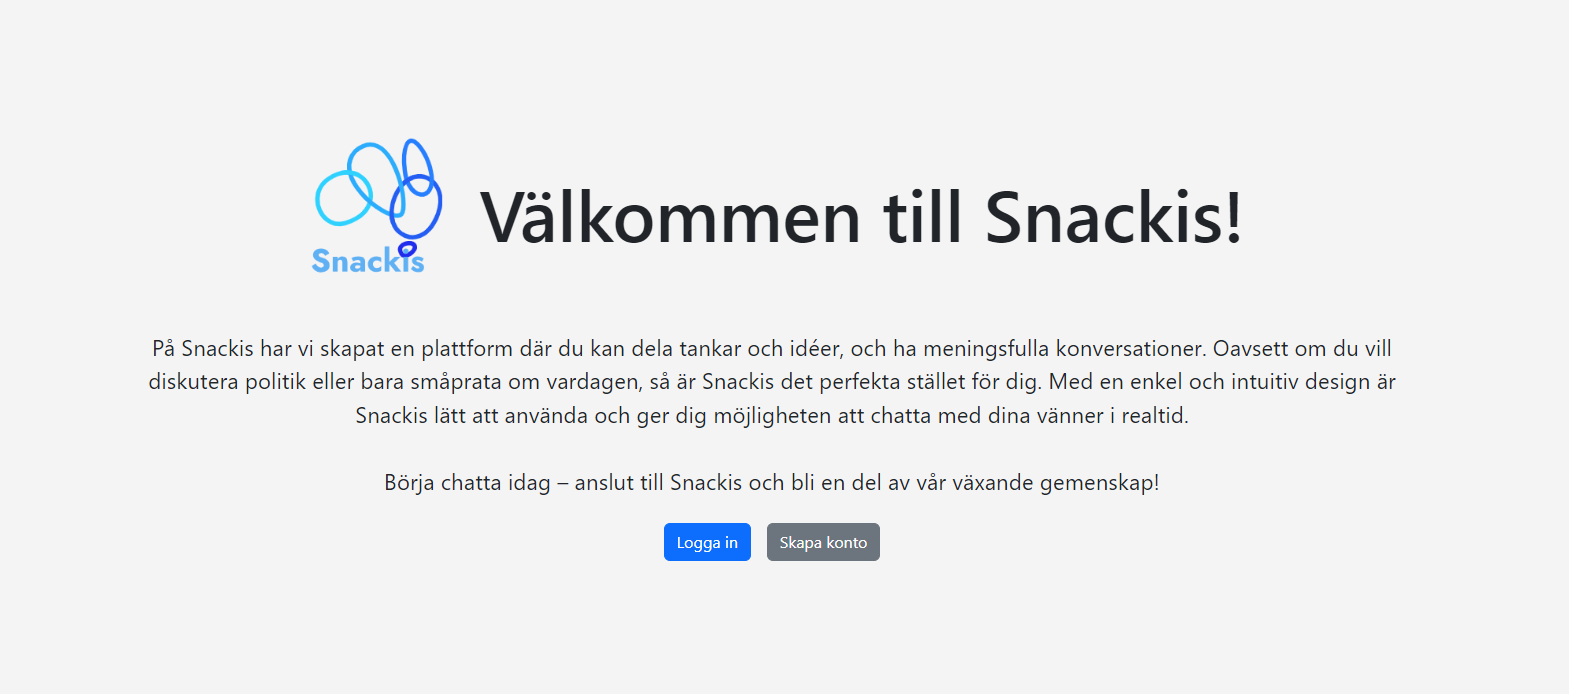 Välkommen till Snackis!
Snackis
På Snackis har vi skapat en plattform där du kan dela tankar och idéer, och ha meningsfulla konversationer. Oavsett om du vill
diskutera politik eller bara småprata om vardagen, så är Snackis det perfekta stället för dig. Med en enkel och intuitiv design är
Snackis lätt att använda och ger dig möjligheten att chatta med dina vänner i realtid.
Börja chatta idag – anslut till Snackis och bli en del av vår växande gemenskap!
Logga in
Skapa konto